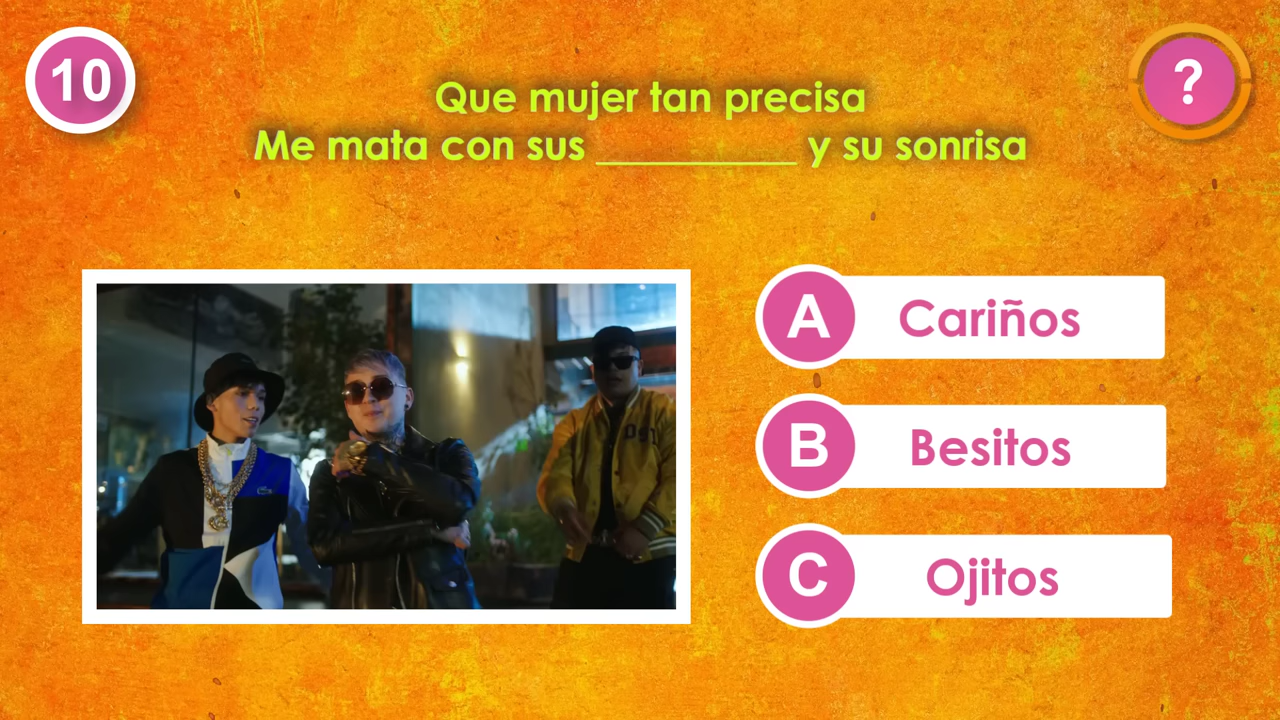 10
?
Que mujer tan precisa
Me mata con sus __________ y su sonrisa
A Cariños
B Besitos
C Ojitos